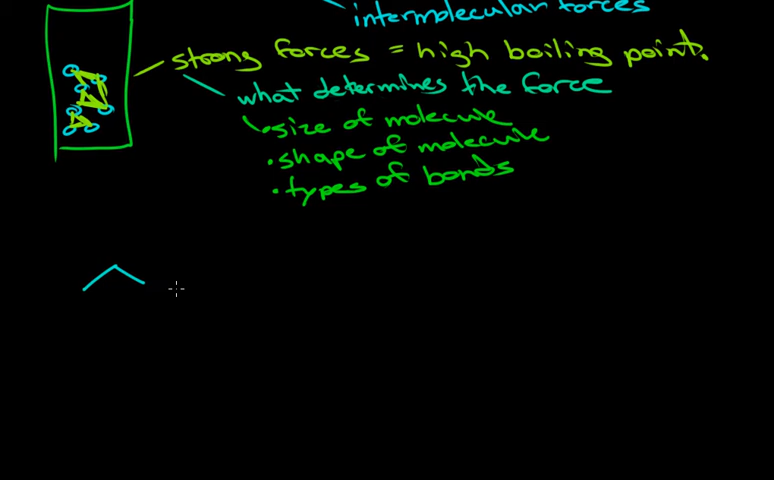 intermolecular forces
strong forces = high boiling point.
what determines the force
• size of molecule
• shape of molecule
• types of bonds